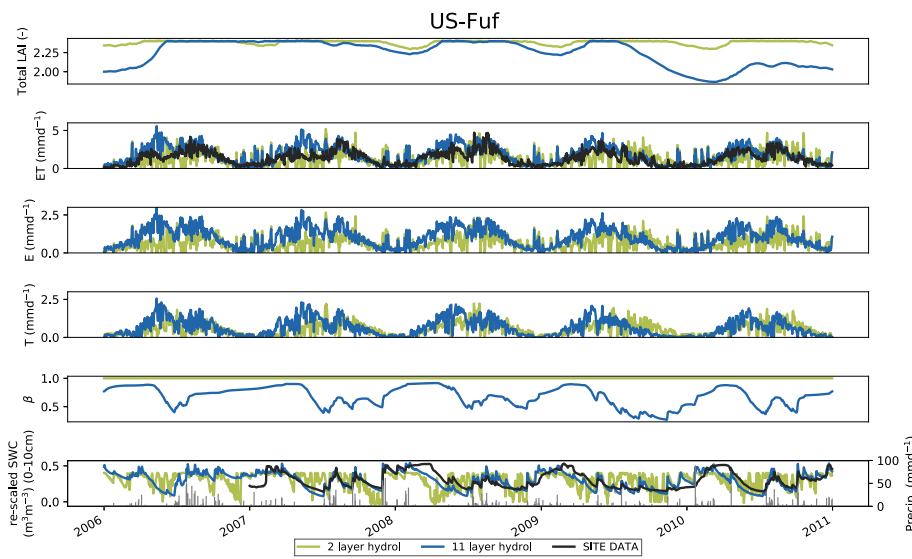 US-Fuf
Total LAI (-)
2.25
2.00
ET (mmd⁻¹)
5
0
E (mmd⁻¹)
2.5
0.0
T (mmd⁻¹)
2.5
0.0
β
1.0
0.5
re-scaled SWC
(m³m⁻³) (0-10cm)
0.5
0.0
100
50
0
Precip. (mmd⁻¹)
2006
2007
2008
2009
2010
2011
2 layer hydrol
11 layer hydrol
SITE DATA